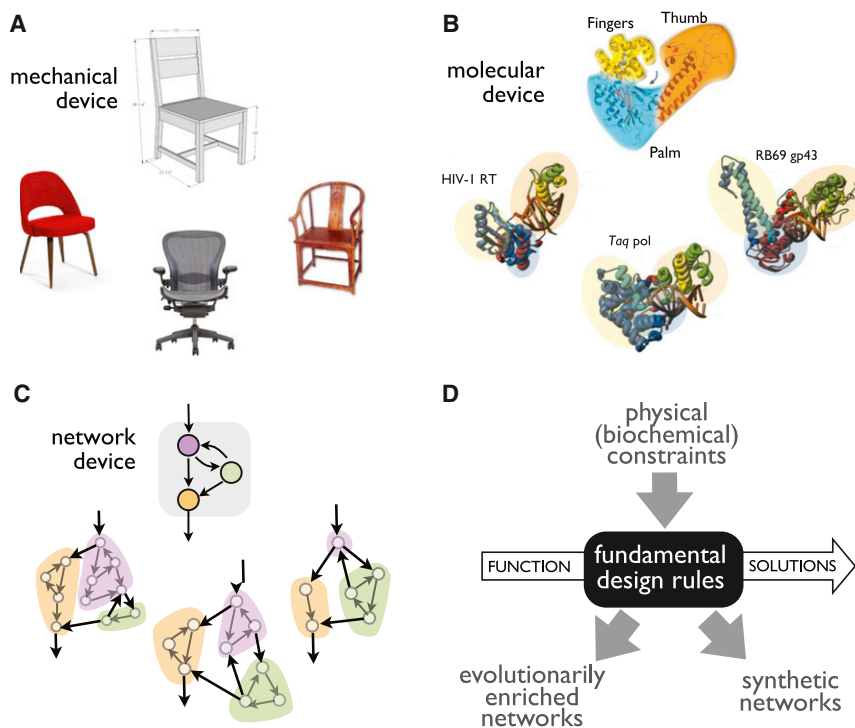 A
mechanical
device
B
molecular
device
Fingers
Thumb
Palm
HIV-1 RT
RB69 gp43
Taq pol
C
network
device
D
physical
(biochemical)
constraints
FUNCTION
fundamental
design rules
SOLUTIONS
evolutionarily
enriched
networks
synthetic
networks